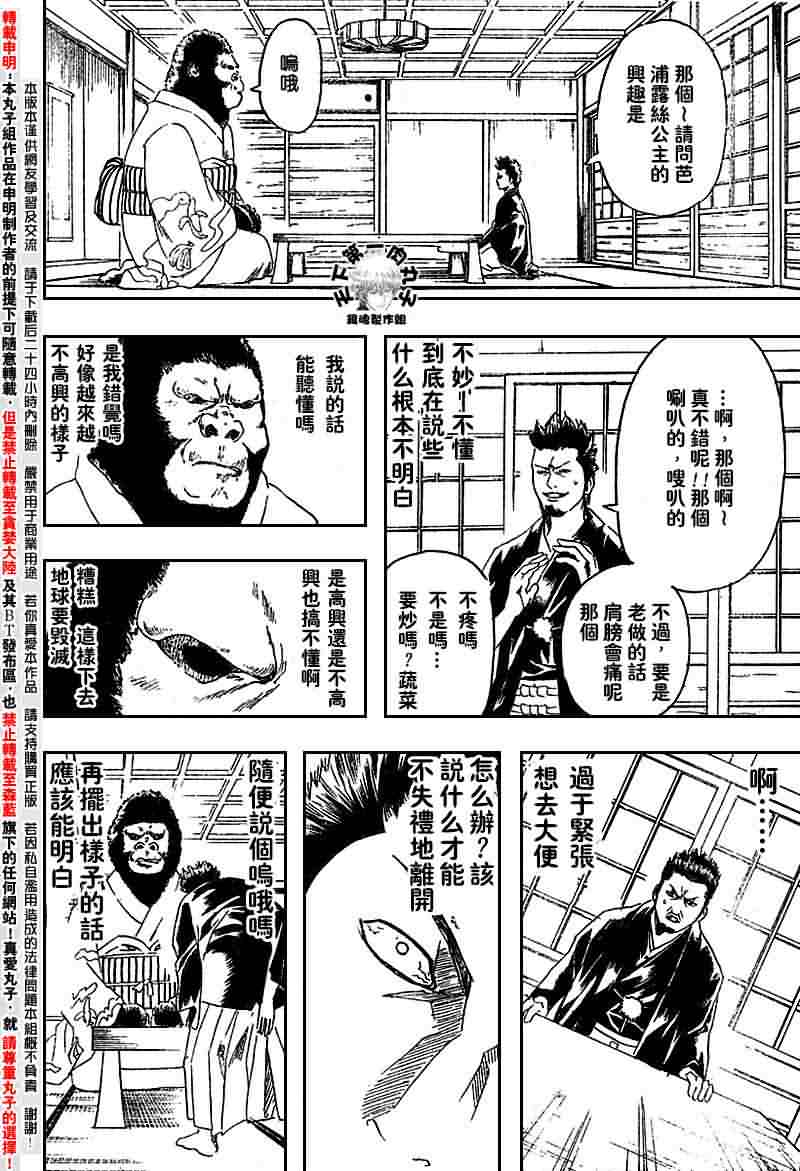 那個~請問芭
浦露絲公主的
興趣是
嗚哦
天下第一的丸子
銀魂製作組
…啊,那個啊~
真不錯呢!!那個
唰叭的,嗖叭的
不妙=不懂
到底在說些
什么根本不明白
不過,要是
老做的話
肩膀會痛呢
那個
不疼嗎
不是嗎…
要炒嗎?蔬菜
我說的話
能聽懂嗎
是我錯覺嗎
好像越來越
不高興的樣子
是高興還是不高
興也搞不懂啊
糟糕 這樣下去
地球要毀滅
啊……
過于緊張
想去大便
怎么辦?該
說什么才能
不失禮地離開
隨便說個嗚哦嗎
再擺出樣子的話
應該能明白
本版本僅供網友學習及交流 請于下載后二十四小時內刪除 嚴禁用于商業用途 若你真愛本作品 請支持購買正版 若因私自濫用造成的法律問題本組概不負責 謝謝!
轉載申明:本丸子組作品在申明制作者的前提下可隨意轉載,但是禁止轉載至貪婪大陸及其BT發布區,也禁止轉載至森藍旗下的任何網站!真愛丸子,就請尊重丸子的選擇!